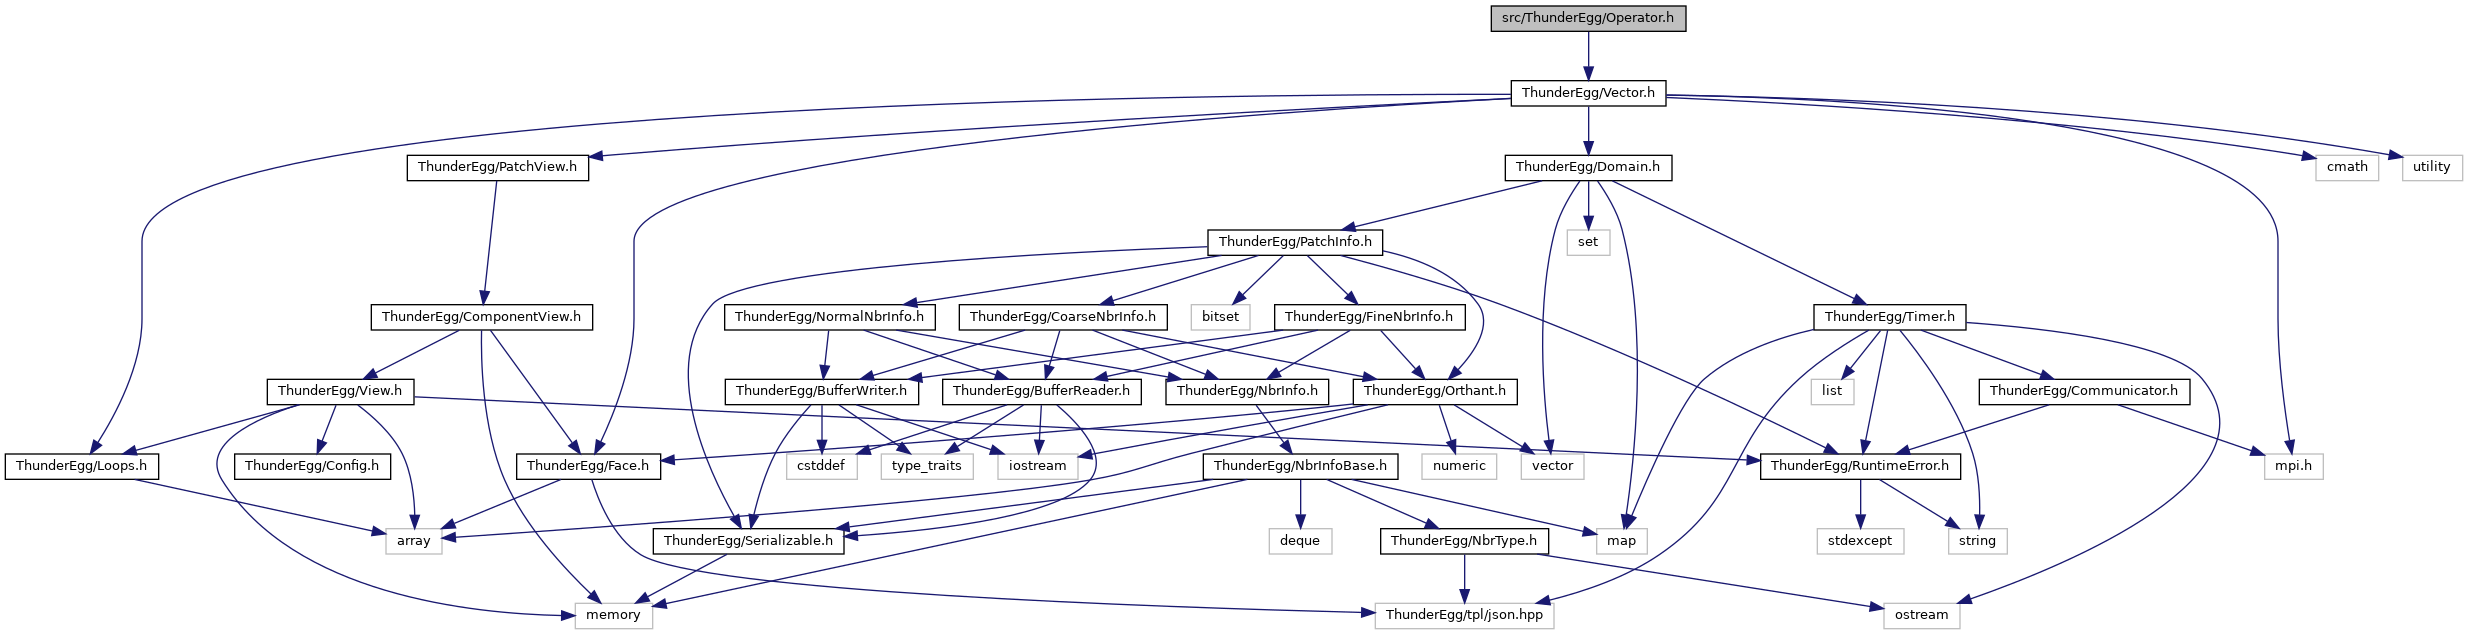 src/ThunderEgg/Operator.h
ThunderEgg/Vector.h
ThunderEgg/PatchView.h
ThunderEgg/Domain.h
cmath
utility
ThunderEgg/PatchInfo.h
set
ThunderEgg/ComponentView.h
ThunderEgg/NormalNbrInfo.h
ThunderEgg/CoarseNbrInfo.h
bitset
ThunderEgg/FineNbrInfo.h
ThunderEgg/Timer.h
ThunderEgg/View.h
ThunderEgg/BufferWriter.h
ThunderEgg/BufferReader.h
ThunderEgg/NbrInfo.h
ThunderEgg/Orthant.h
list
ThunderEgg/Communicator.h
ThunderEgg/Loops.h
ThunderEgg/Config.h
ThunderEgg/Face.h
cstddef
type_traits
iostream
ThunderEgg/NbrInfoBase.h
numeric
vector
ThunderEgg/RuntimeError.h
mpi.h
array
ThunderEgg/Serializable.h
deque
ThunderEgg/NbrType.h
map
stdexcept
string
memory
ThunderEgg/tpl/json.hpp
ostream